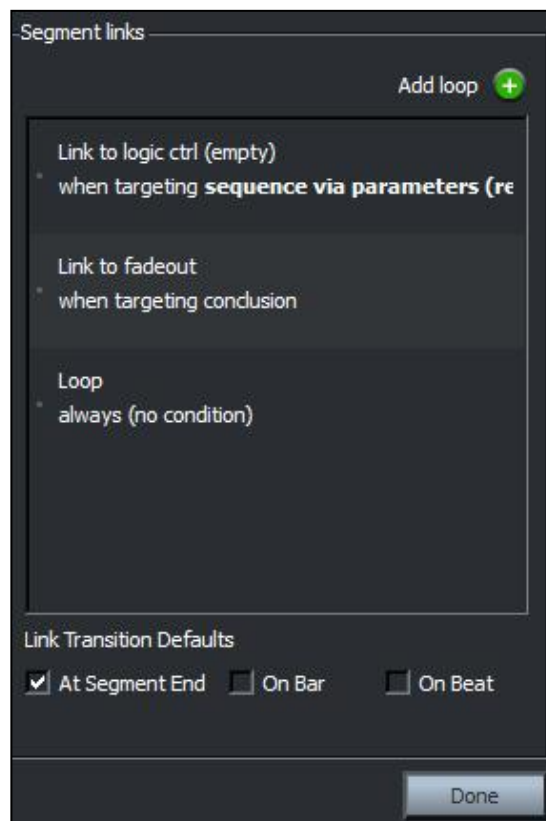 Segment links
Add loop
Link to logic ctrl (empty)
when targeting sequence via parameters (re
Link to fadeout
when targeting conclusion
Loop
always (no condition)
Link Transition Defaults
At Segment End On Bar On Beat
Done